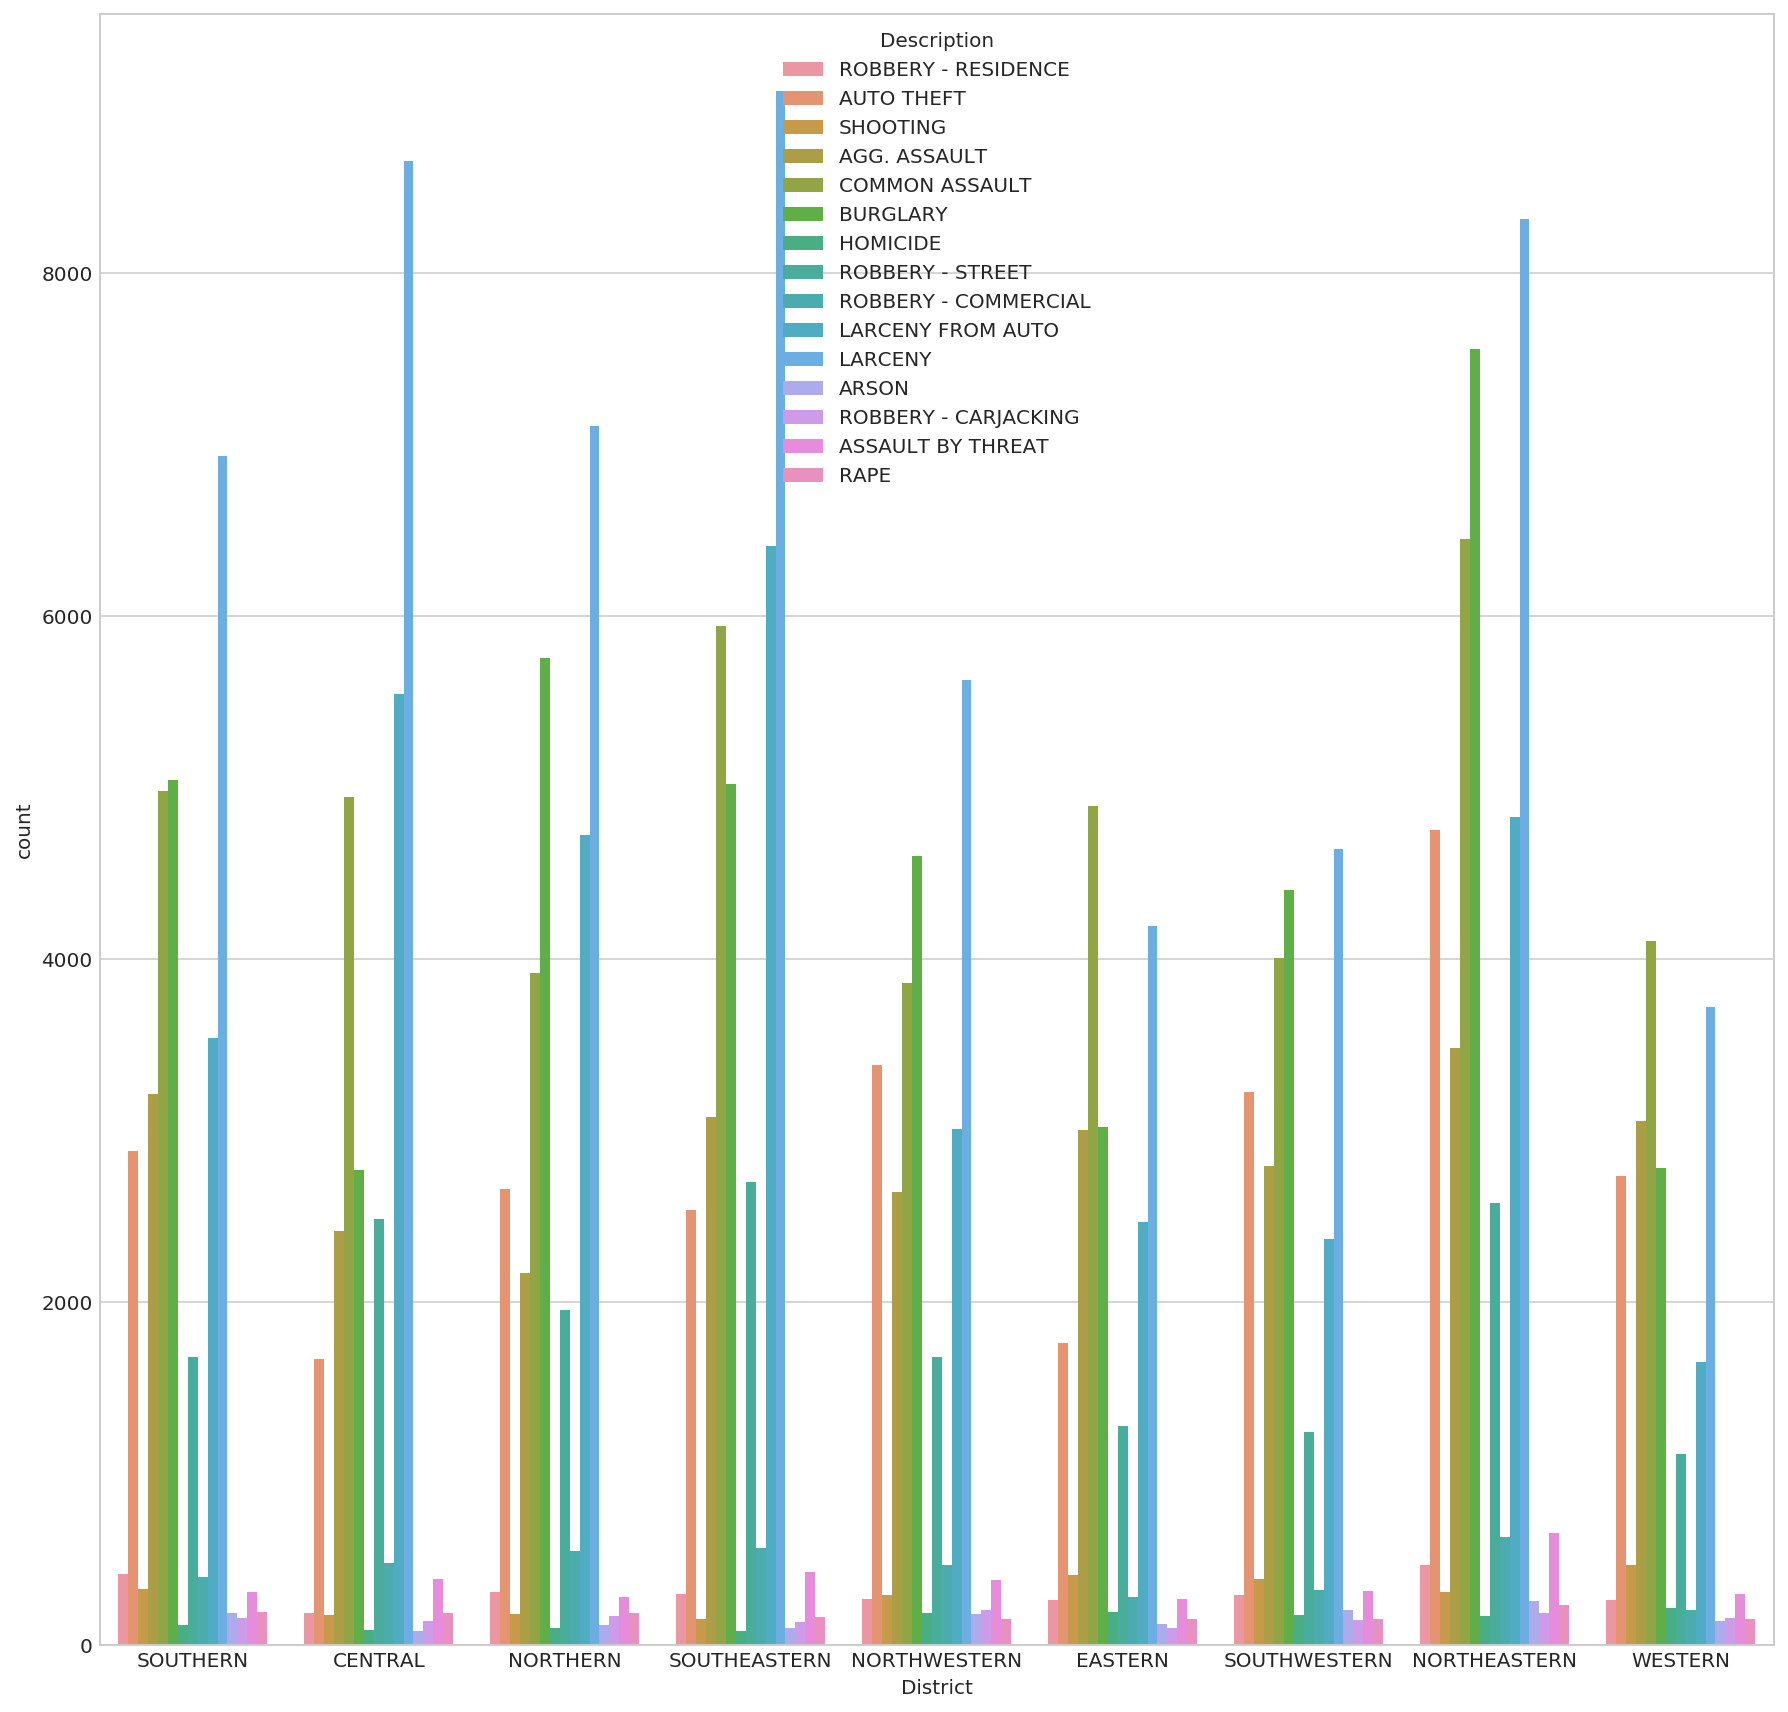 Description
ROBBERY - RESIDENCE
AUTO THEFT
SHOOTING
AGG. ASSAULT
COMMON ASSAULT
BURGLARY
HOMICIDE
ROBBERY - STREET
ROBBERY - COMMERCIAL
LARCENY FROM AUTO
LARCENY
ARSON
ROBBERY - CARJACKING
ASSAULT BY THREAT
RAPE
8000
6000
4000
2000
0
count
SOUTHERN CENTRAL NORTHERN SOUTHEASTERN NORTHWESTERN EASTERN SOUTHWESTERN NORTHEASTERN WESTERN
District